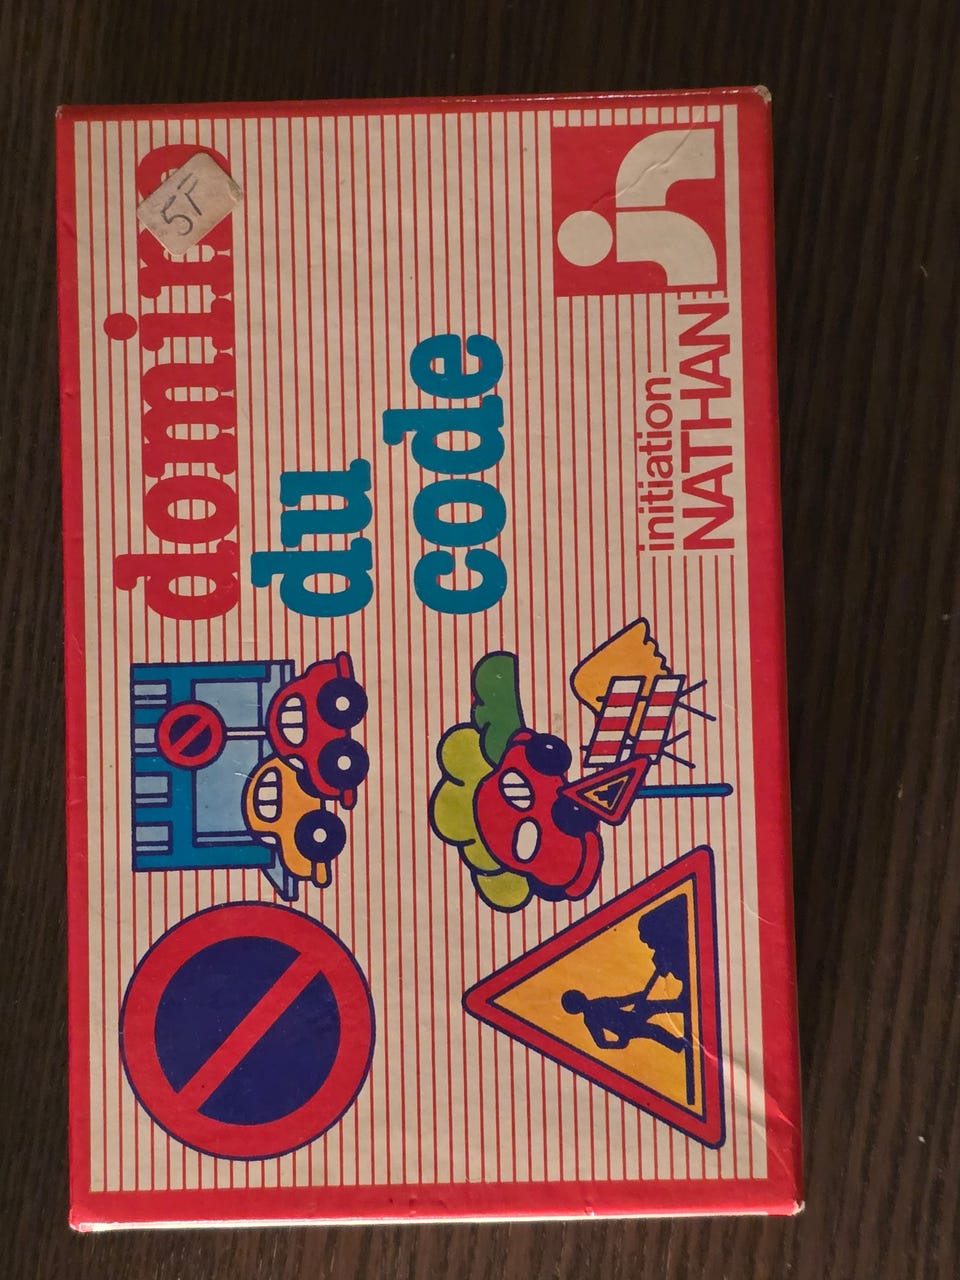 domino
5F
du
code
initiation
NATHAN